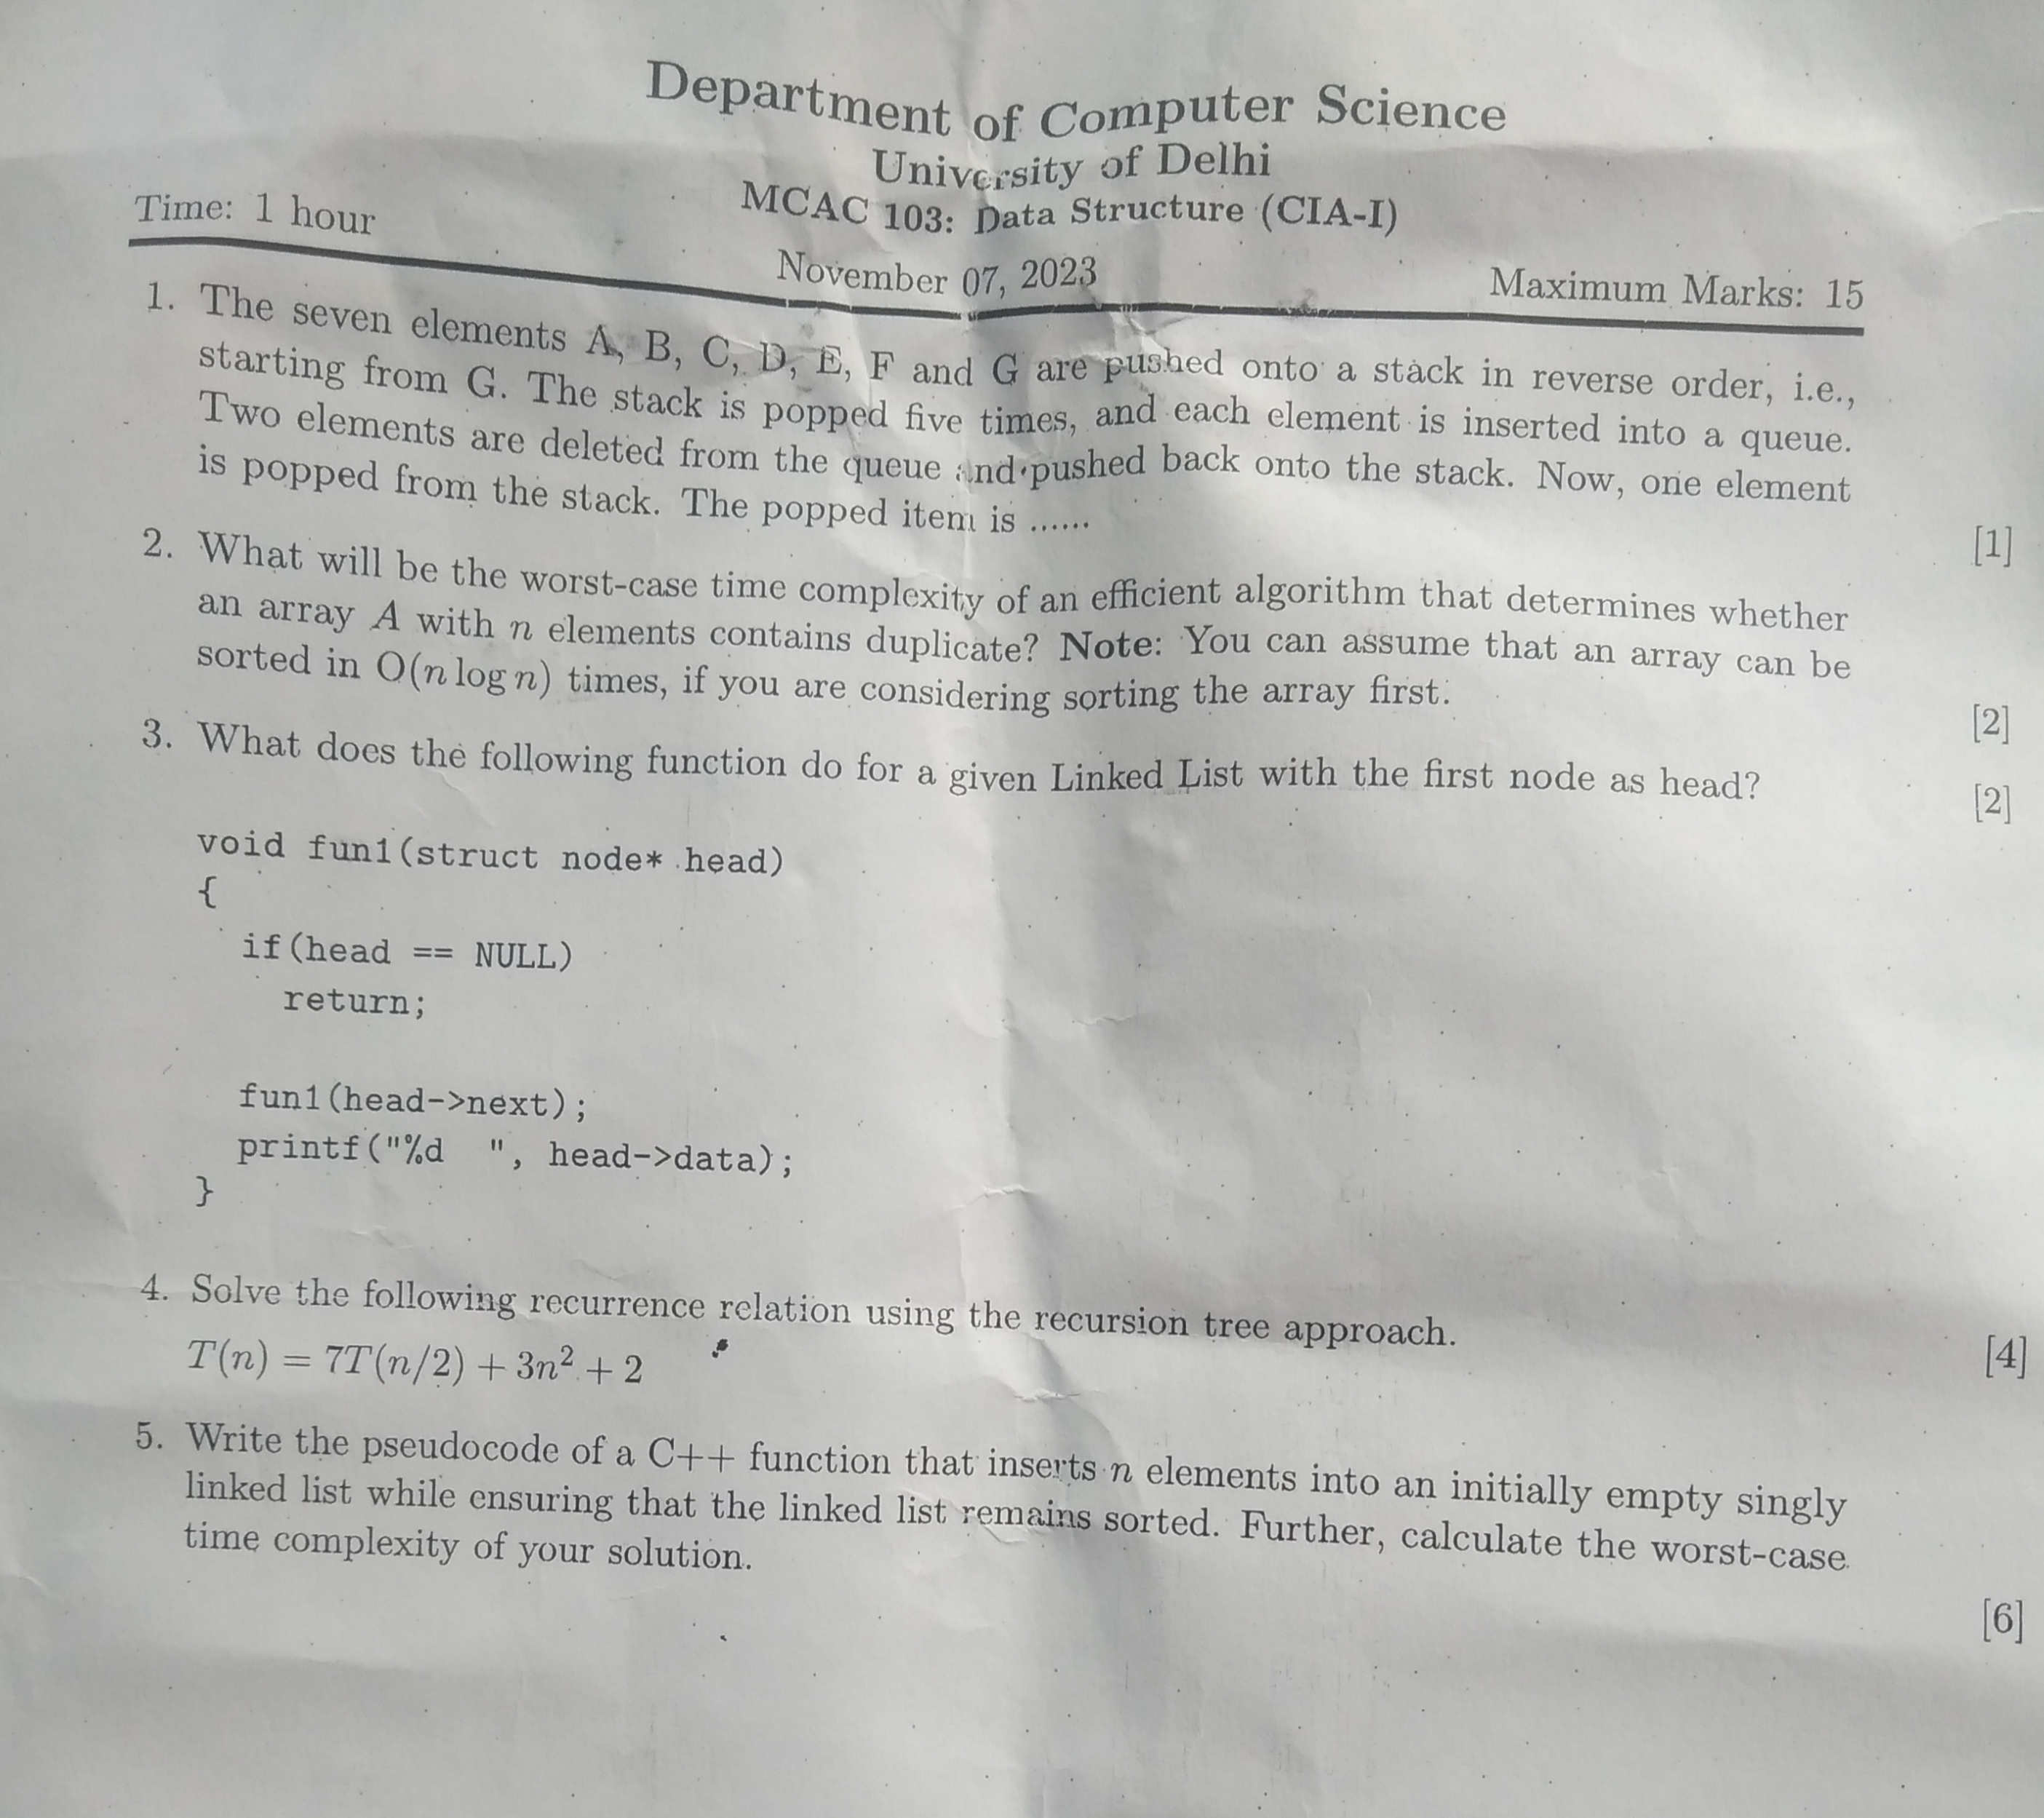 Department of Computer Science
University of Delhi
MCAC 103: Data Structure (CIA-I)
Time: 1 hour
November 07, 2023
Maximum Marks: 15
1. The seven elements A, B, C, D, E, F and G are pushed onto a stack in reverse order, i.e.,
starting from G. The stack is popped five times, and each element is inserted into a queue.
Two elements are deleted from the queue and pushed back onto the stack. Now, one element
is popped from the stack. The popped item is ......
[1]
2. What will be the worst-case time complexity of an efficient algorithm that determines whether
an array A with n elements contains duplicate? Note: You can assume that an array can be
sorted in O(n log n) times, if you are considering sorting the array first.
[2]
3. What does the following function do for a given Linked List with the first node as head?
[2]
void fun1(struct node* head)
{
if(head == NULL)
return;
fun1(head->next);
printf("%d  ", head->data);
}
4. Solve the following recurrence relation using the recursion tree approach.
[4]
T(n) = 7T(n/2) + 3n² + 2
5. Write the pseudocode of a C++ function that inserts n elements into an initially empty singly
linked list while ensuring that the linked list remains sorted. Further, calculate the worst-case
time complexity of your solution.
[6]